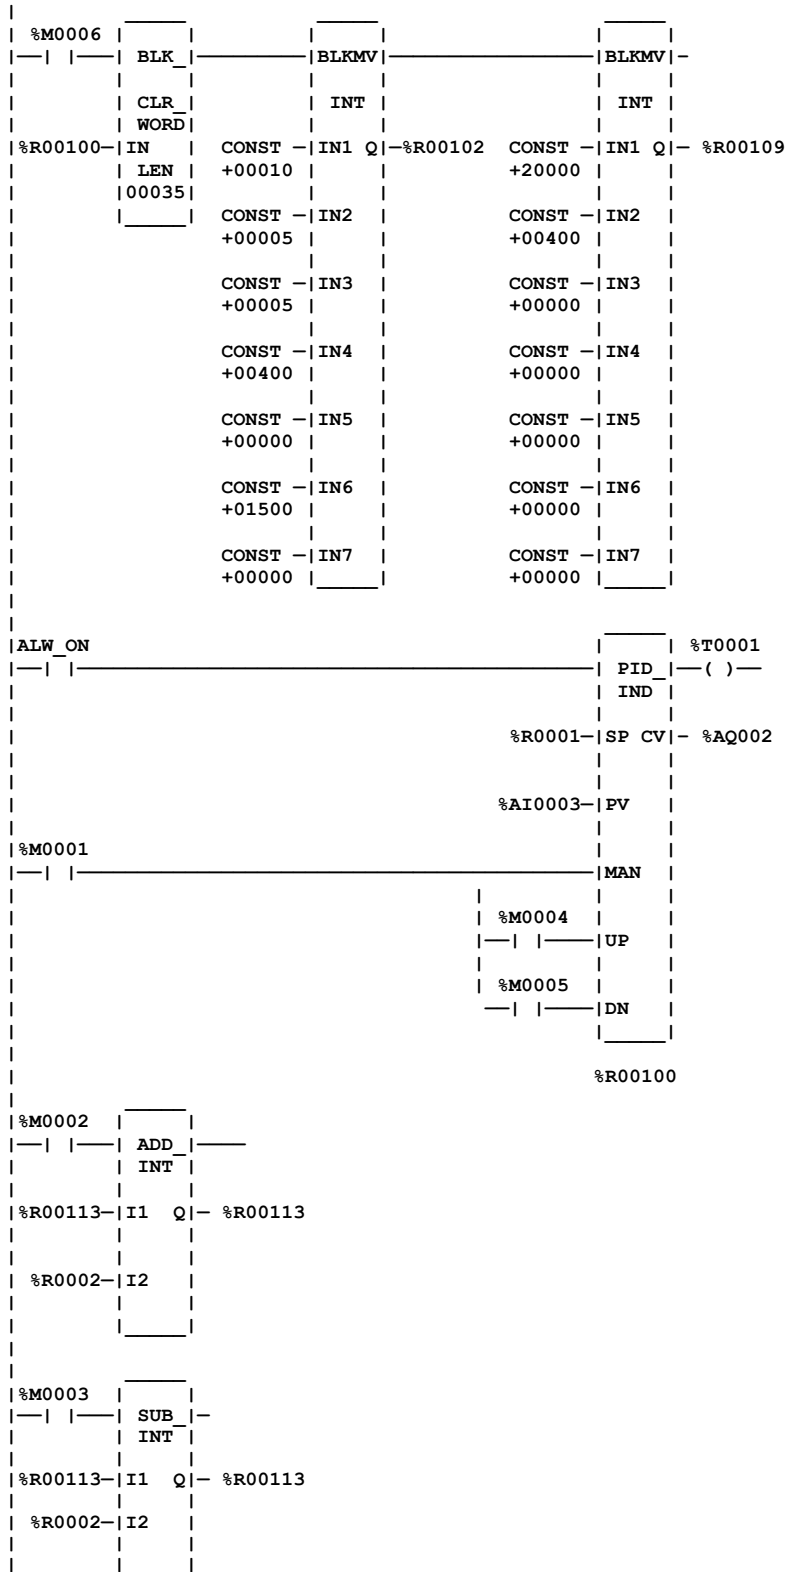 %M0006
BLK_ BLKMV BLKMV
CLR_ INT INT
WORD
%R00100 IN CONST IN1 Q %R00102 CONST IN1 Q %R00109
LEN +00010 +20000
00035
CONST IN2 CONST IN2
+00005 +00400
CONST IN3 CONST IN3
+00005 +00000
CONST IN4 CONST IN4
+00400 +00000
CONST IN5 CONST IN5
+00000 +00000
CONST IN6 CONST IN6
+01500 +00000
CONST IN7 CONST IN7
+00000 +00000
ALW_ON %T0001
PID_ ( )
IND
%R0001 SP CV %AQ002
%AI0003 PV
%M0001
MAN
%M0004
UP
%M0005
DN
%R00100
%M0002
ADD_
INT
%R00113 I1 Q %R00113
%R0002 I2
%M0003
SUB_
INT
%R00113 I1 Q %R00113
%R0002 I2